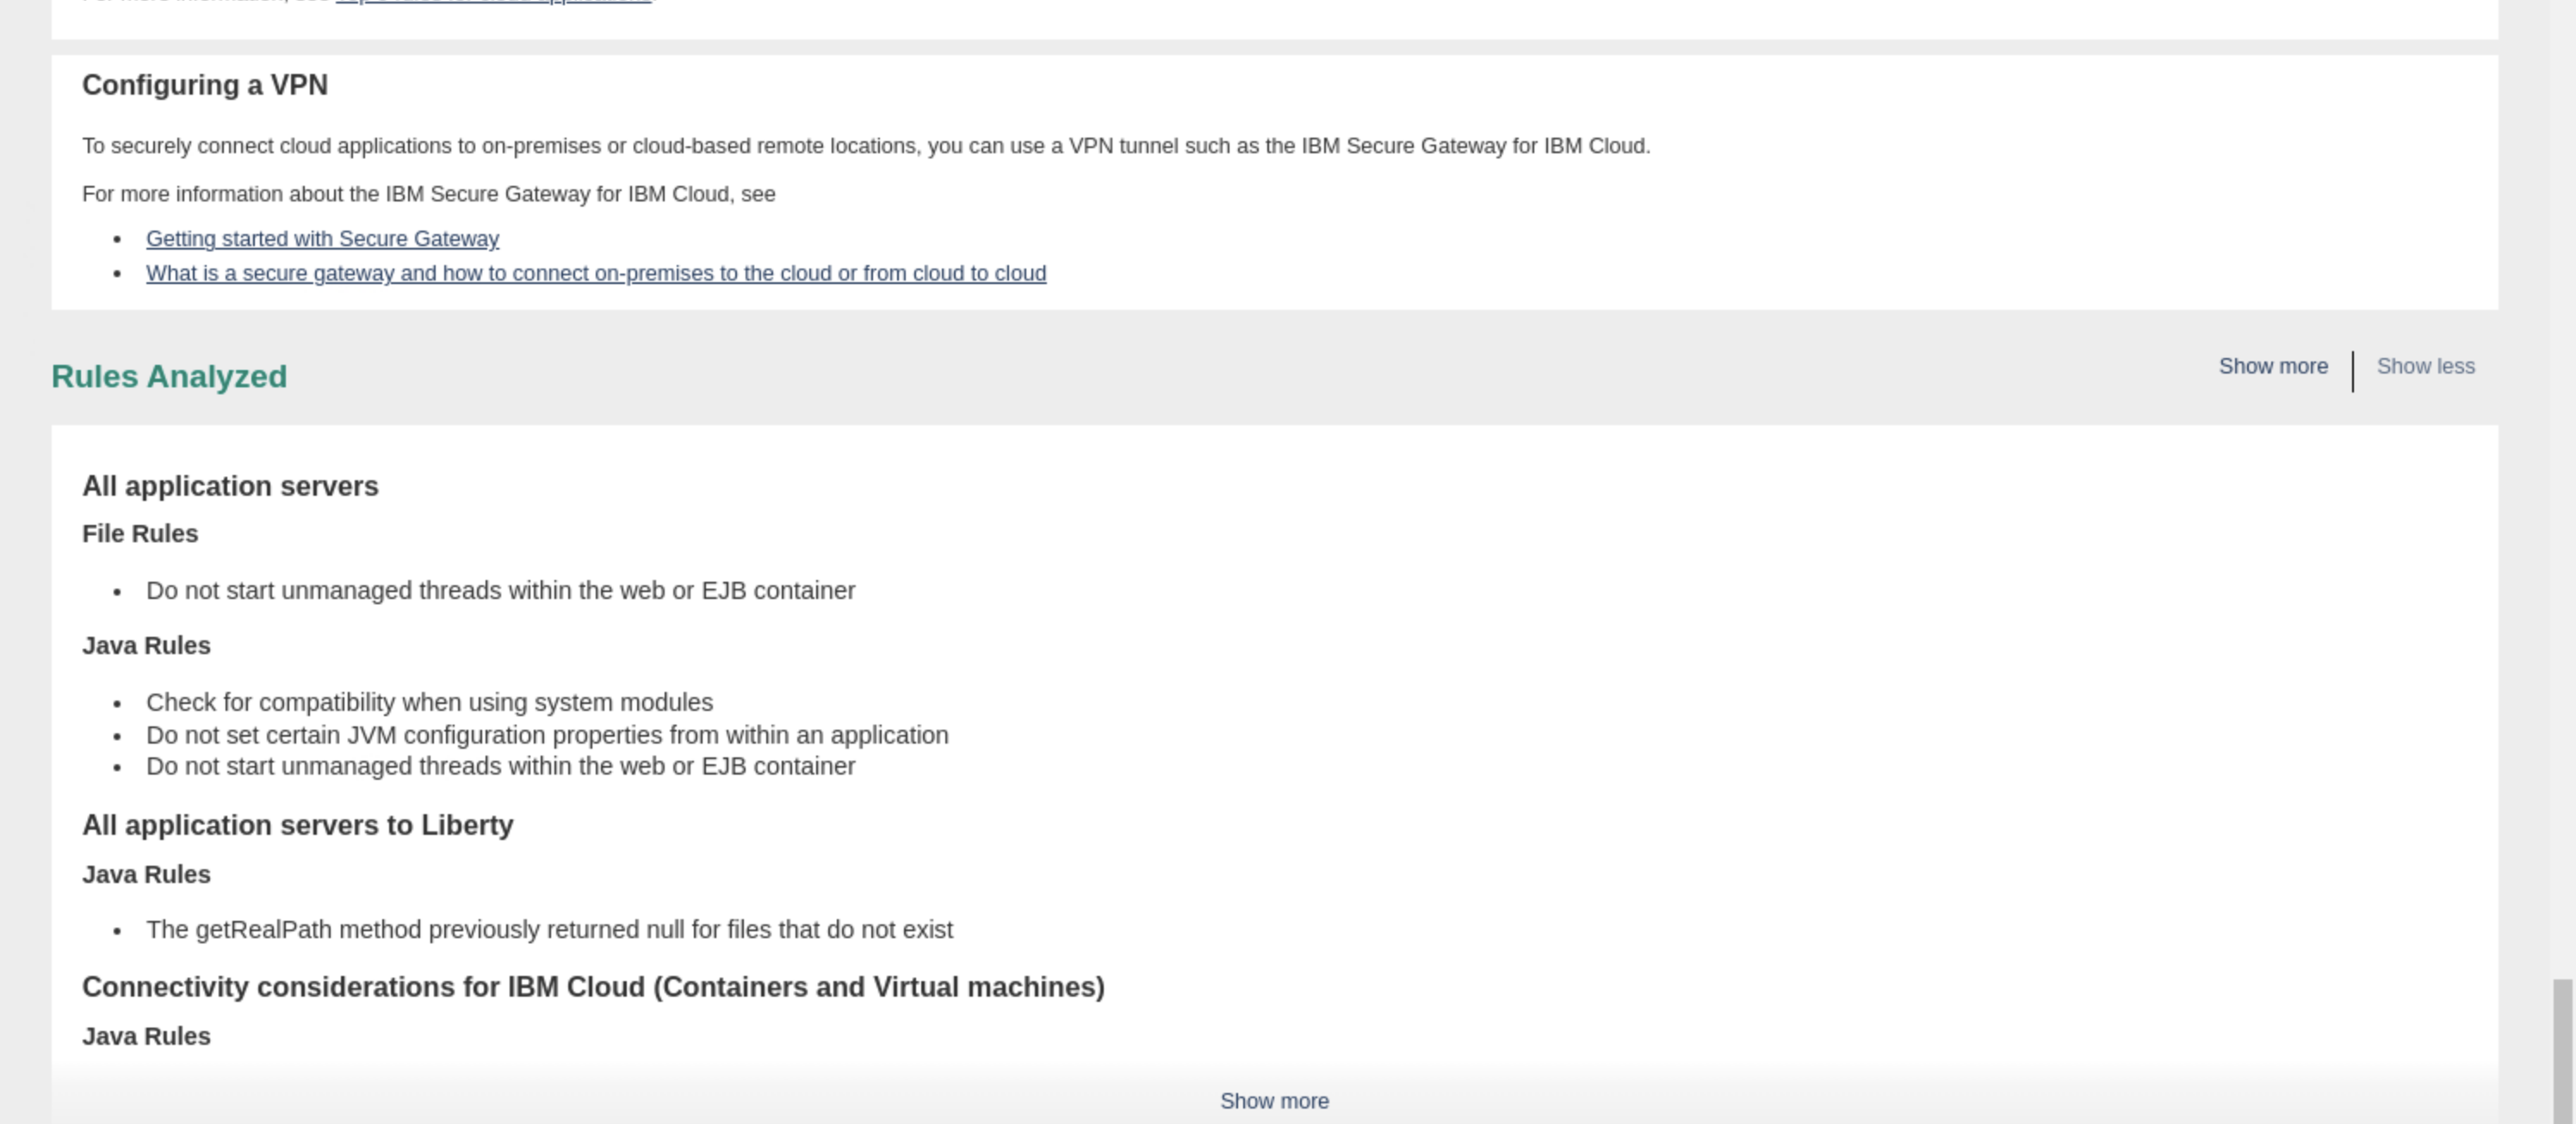 For more information, see
Configuring a VPN
To securely connect cloud applications to on-premises or cloud-based remote locations, you can use a VPN tunnel such as the IBM Secure Gateway for IBM Cloud.
For more information about the IBM Secure Gateway for IBM Cloud, see
• Getting started with Secure Gateway
• What is a secure gateway and how to connect on-premises to the cloud or from cloud to cloud
Rules Analyzed
Show more | Show less
All application servers
File Rules
• Do not start unmanaged threads within the web or EJB container
Java Rules
• Check for compatibility when using system modules
• Do not set certain JVM configuration properties from within an application
• Do not start unmanaged threads within the web or EJB container
All application servers to Liberty
Java Rules
• The getRealPath method previously returned null for files that do not exist
Connectivity considerations for IBM Cloud (Containers and Virtual machines)
Java Rules
Show more